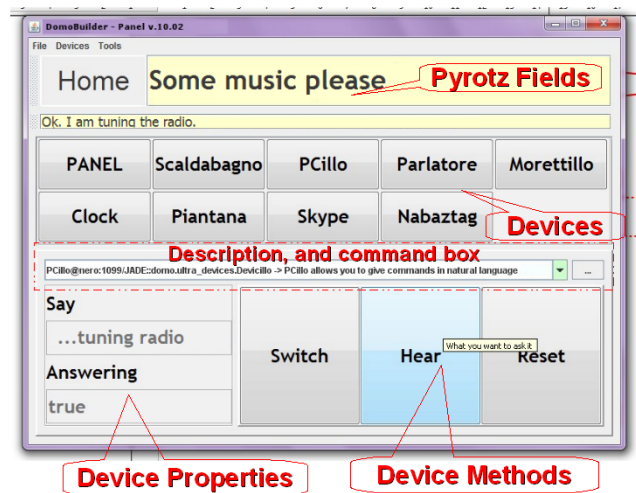 DomoBuilder - Panel v.10.02
File Devices Tools
Home
Some music please
Pyrotz Fields
Ok. I am tuning the radio.
PANEL Scaldabagno PCillo Parlatore Morettillo
Clock Piantana Skype Nabaztag
Devices
Description, and command box
PCillo@nero:1099/JADE::domo.ultra_devices.Devicillo -> PCillo allows you to give commands in natural language ...
Say
...tuning radio
Answering
true
Switch Hear Reset
What you want to ask it
Device Properties
Device Methods